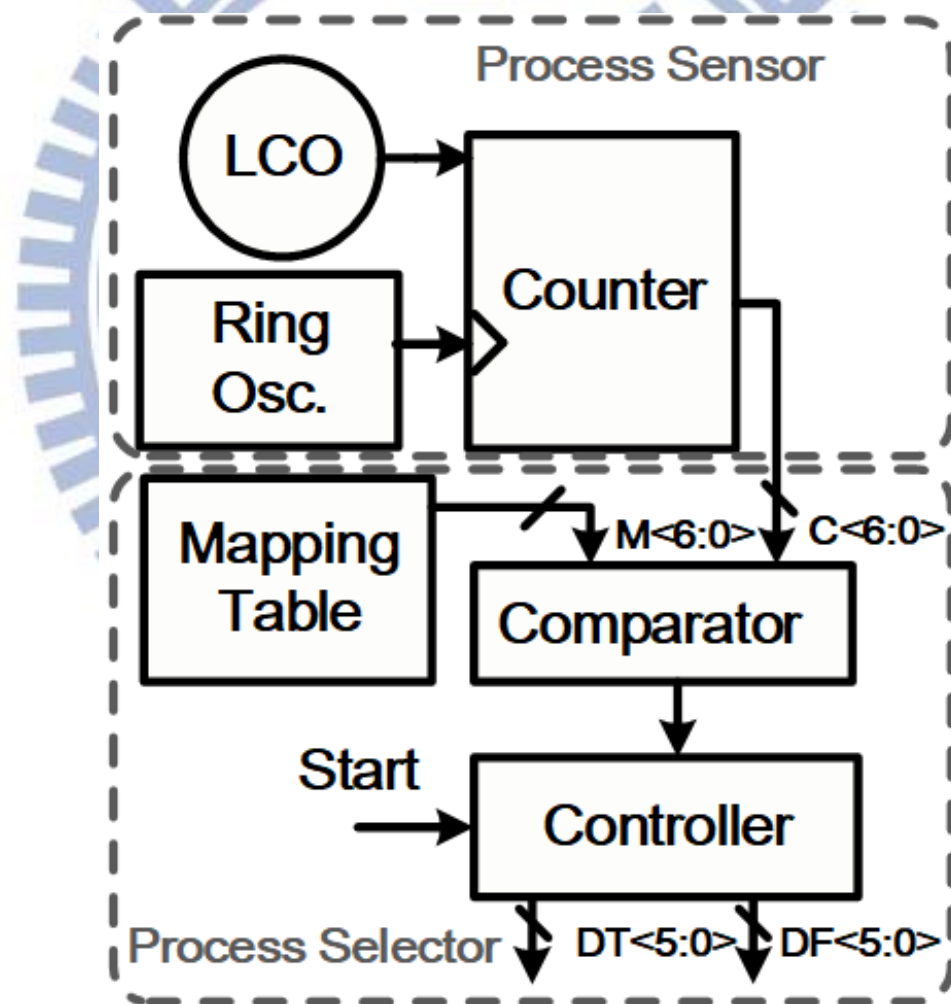 Process Sensor
LCO
Counter
Ring
Osc.
Mapping
Table
M<6:0>
C<6:0>
Comparator
Start
Controller
Process Selector
DT<5:0>
DF<5:0>